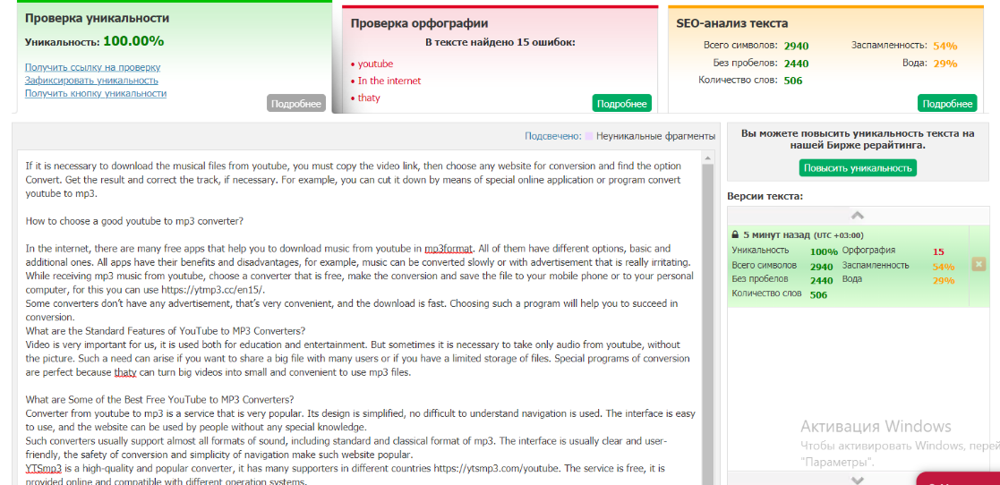 Проверка уникальности
Уникальность: 100.00%
Получить ссылку на проверку
Зафиксировать уникальность
Получить кнопку уникальности
Подробнее
Проверка орфографии
В тексте найдено 15 ошибок:
• youtube
• In the internet
• thaty
Подробнее
SEO-анализ текста
Всего символов: 2940 Заспамленность: 54%
Без пробелов: 2440 Вода: 29%
Количество слов: 506
Подробнее
Подсвечено: Неуникальные фрагменты
If it is necessary to download the musical files from youtube, you must copy the video link, then choose any website for conversion and find the option
Convert. Get the result and correct the track, if necessary. For example, you can cut it down by means of special online application or program convert
youtube to mp3.
How to choose a good youtube to mp3 converter?
In the internet, there are many free apps that help you to download music from youtube in mp3format. All of them have different options, basic and
additional ones. All apps have their benefits and disadvantages, for example, music can be converted slowly or with advertisement that is really irritating.
While receiving mp3 music from youtube, choose a converter that is free, make the conversion and save the file to your mobile phone or to your personal
computer, for this you can use https://ytmp3.cc/en15/.
Some converters don't have any advertisement, that's very convenient, and the download is fast. Choosing such a program will help you to succeed in
conversion.
What are the Standard Features of YouTube to MP3 Converters?
Video is very important for us, it is used both for education and entertainment. But sometimes it is necessary to take only audio from youtube, without
the picture. Such a need can arise if you want to share a big file with many users or if you have a limited storage of files. Special programs of conversion
are perfect because thaty can turn big videos into small and convenient to use mp3 files.
What are Some of the Best Free YouTube to MP3 Converters?
Converter from youtube to mp3 is a service that is very popular. Its design is simplified, no difficult to understand navigation is used. The interface is easy
to use, and the website can be used by people without any special knowledge.
Such converters usually support almost all formats of sound, including standard and classical format of mp3. The interface is usually clear and user-
friendly, the safety of conversion and simplicity of navigation make such website popular.
YTSmp3 is a high-quality and popular converter, it has many supporters in different countries https://ytsmp3.com/youtube. The service is free, it is
provided online and compatible with different operation systems.
Вы можете повысить уникальность текста на
нашей Бирже рерайтинга.
Повысить уникальность
Версии текста:
5 минут назад (UTC +03:00)
Уникальность 100% Орфография 15
Всего символов 2940 Заспамленность 54%
Без пробелов 2440 Вода 29%
Количество слов 506
Активация Windows
Чтобы активировать Windows, перей
"Параметры".